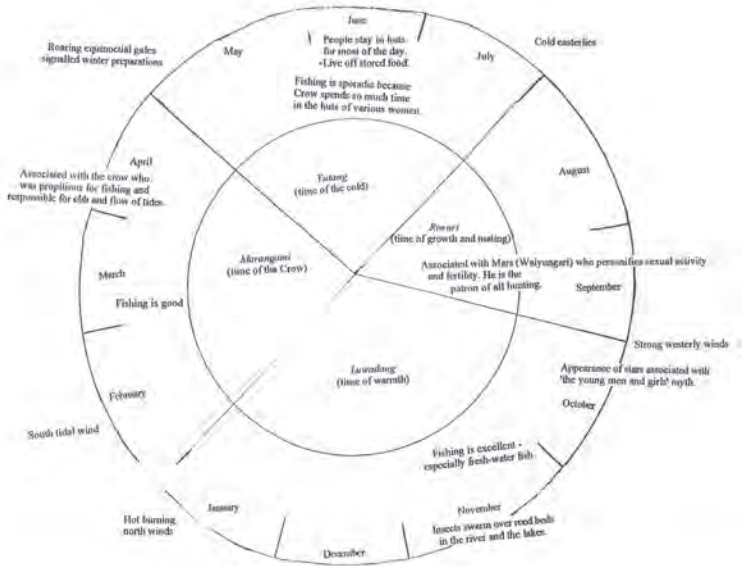 June
People stay in huts
for most of the day.
-Live off stored food.
Fishing is sporadic because
Crow spends so much time
in the huts of various women.
May
Roaring equinoctial gales
signalled winter preparations
July
Cold easterlies
April
Associated with the crow who
was propitious for fishing and
responsible for ebb and flow of tides.
Yutang
(time of the cold)
August
Riwuri
(time of growth and mating)
Marangani
(time of the Crow)
March
Fishing is good
Associated with Mars (Waiyungari) who personifies sexual activity
and fertility. He is the
patron of all hunting.
September
Strong westerly winds
Luwadang
(time of warmth)
Appearance of stars associated with
'the young men and girls' myth.
October
February
South tidal wind
Fishing is excellent -
especially fresh-water fish
January
Hot burning
north winds
November
Insects swarm over reed beds
in the river and the lakes.
December